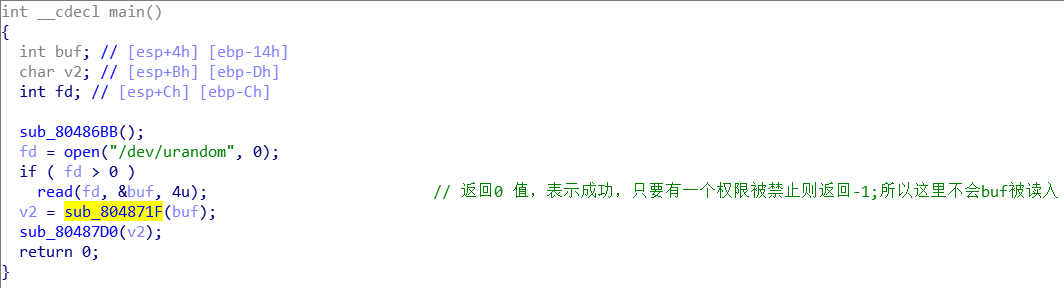 int __cdecl main()
{
  int buf; // [esp+4h] [ebp-14h]
  char v2; // [esp+Bh] [ebp-Dh]
  int fd; // [esp+Ch] [ebp-Ch]
  sub_80486BB();
  fd = open("/dev/urandom", 0);
  if ( fd > 0 )
    read(fd, &buf, 4u); // 返回0 值，表示成功，只要有一个权限被禁止则返回-1;所以这里不会buf被读入
  v2 = sub_804871F(buf);
  sub_80487D0(v2);
  return 0;
}